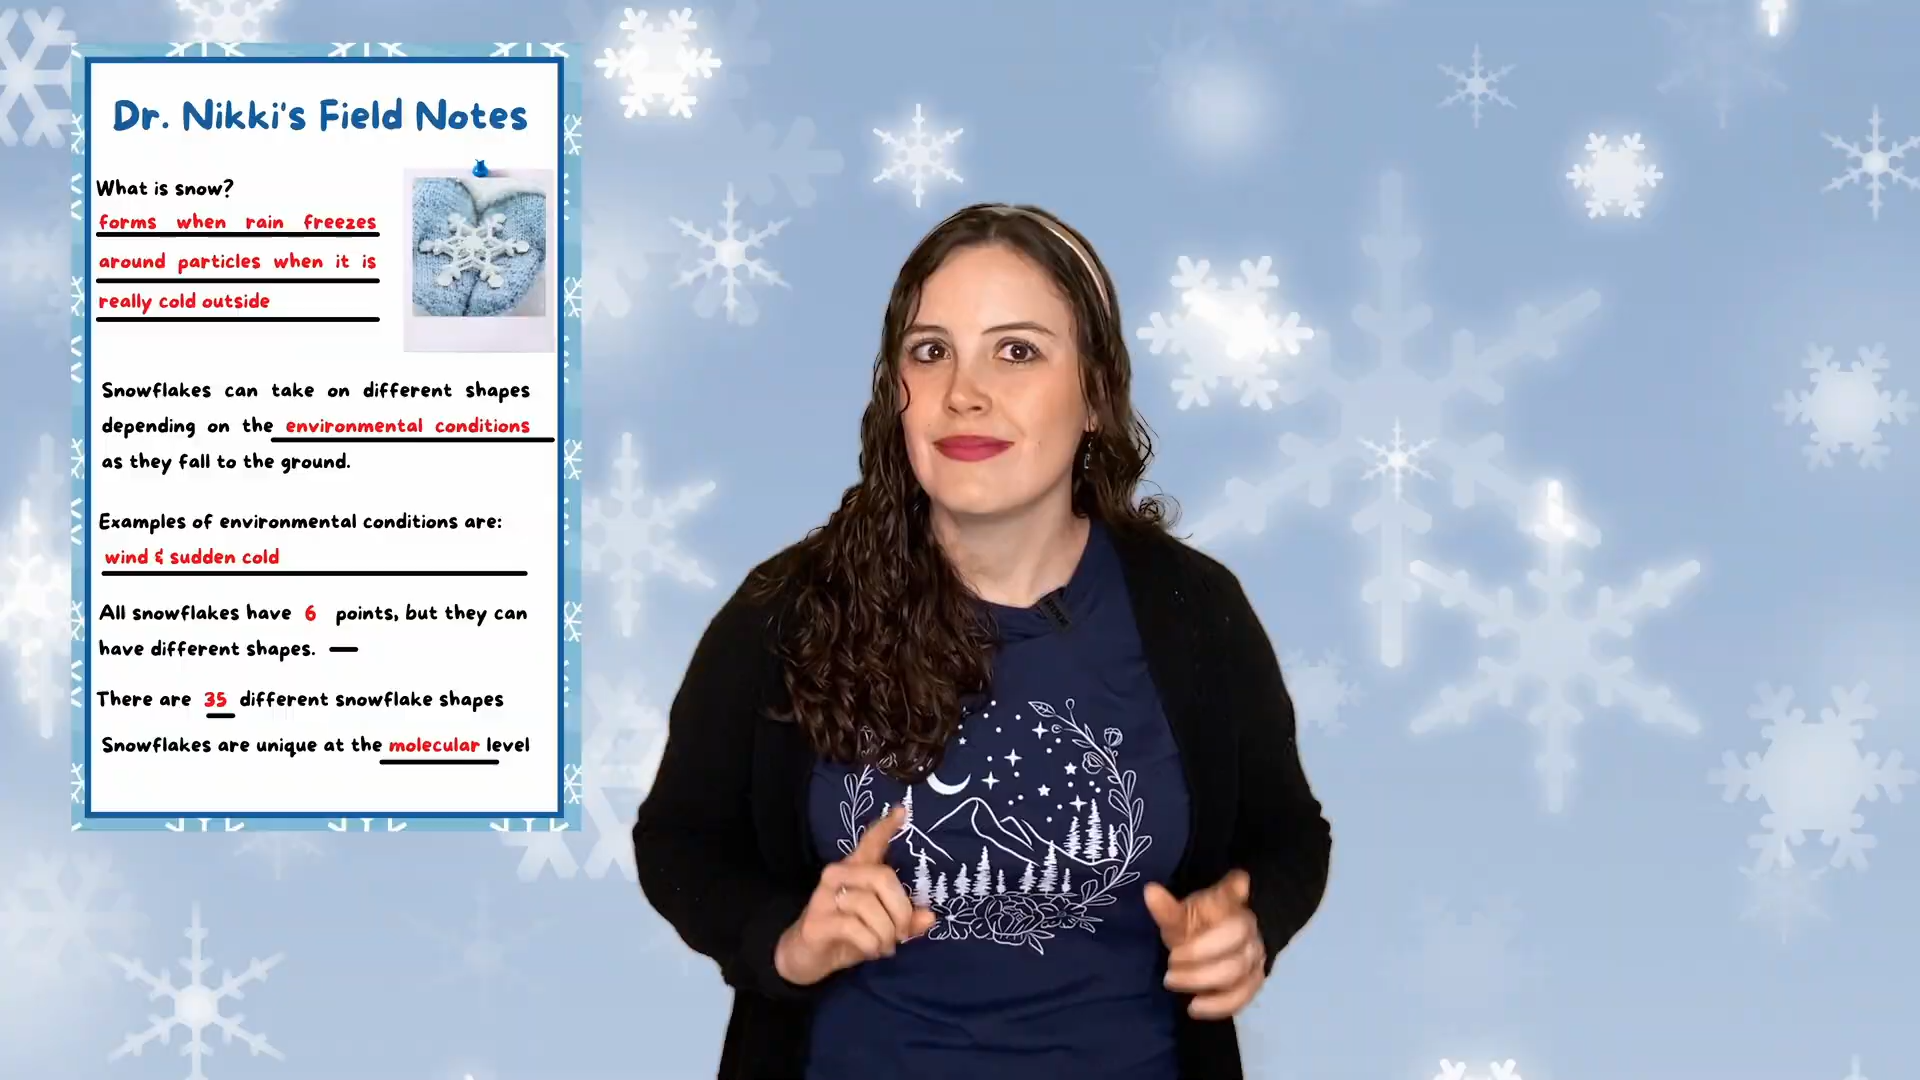 Dr. Nikki's Field Notes
What is snow?
forms when rain freezes
around particles when it is
really cold outside
Snowflakes can take on different shapes
depending on the environmental conditions
as they fall to the ground.
Examples of environmental conditions are:
wind & sudden cold
All snowflakes have 6 points, but they can
have different shapes.
There are 35 different snowflake shapes
Snowflakes are unique at the molecular level